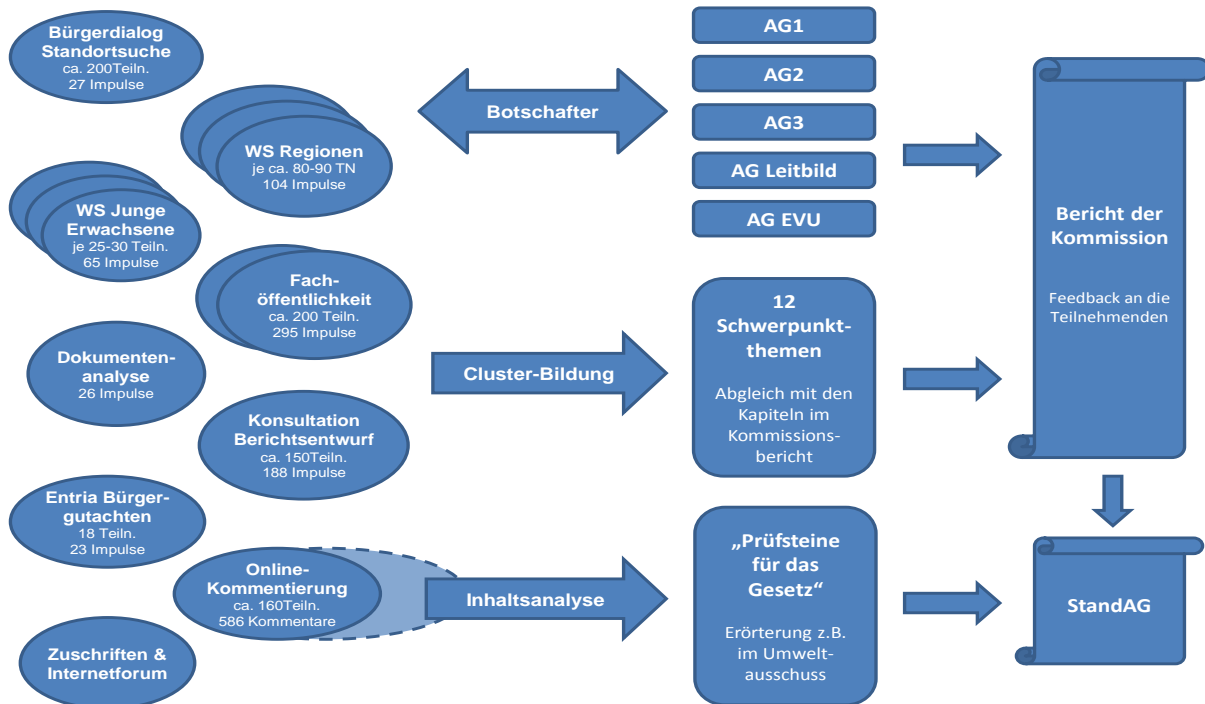 Bürgerdialog
Standortsuche
ca. 200Teiln.
27 Impulse
WS Regionen
je ca. 80-90 TN
104 Impulse
WS Junge
Erwachsene
je 25-30 Teiln.
65 Impulse
Fach-
öffentlichkeit
ca. 200 Teiln.
295 Impulse
Dokumenten-
analyse
26 Impulse
Konsultation
Berichtsentwurf
ca. 150Teiln.
188 Impulse
Entria Bürger-
gutachten
18 Teiln.
23 Impulse
Online-
Kommentierung
ca. 160Teiln.
586 Kommentare
Zuschriften &
Internetforum
Botschafter
Cluster-Bildung
Inhaltsanalyse
AG1
AG2
AG3
AG Leitbild
AG EVU
12
Schwerpunkt-
themen
Abgleich mit den
Kapiteln im
Kommissions-
bericht
„Prüfsteine
für das
Gesetz“
Erörterung z.B.
im Umwelt-
ausschuss
Bericht der
Kommission
Feedback an die
Teilnehmenden
StandAG